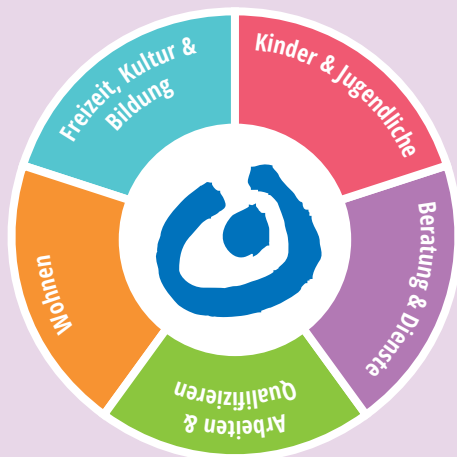 Kinder & Jugendliche
Beratung & Dienste
Arbeiten &
Qualifizieren
Wohnen
Freizeit, Kultur &
Bildung